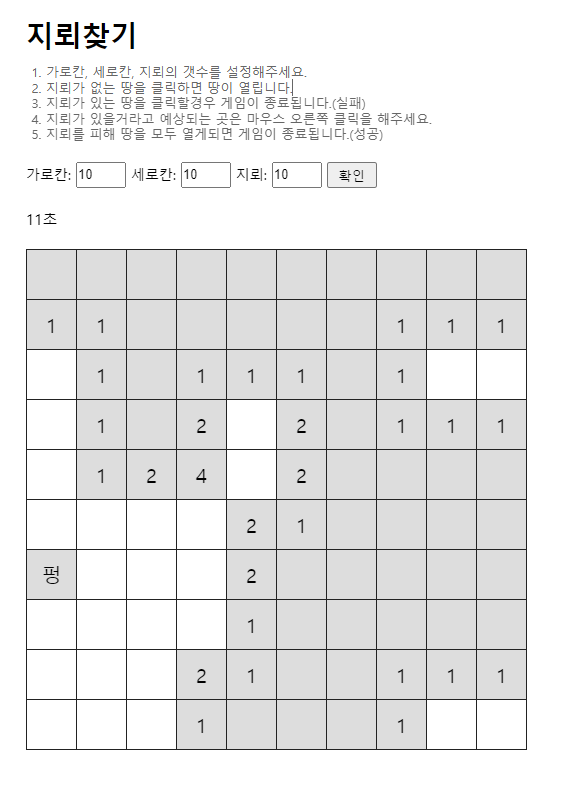 지뢰찾기
1. 가로칸, 세로칸, 지뢰의 갯수를 설정해주세요.
2. 지뢰가 없는 땅을 클릭하면 땅이 열립니다.
3. 지뢰가 있는 땅을 클릭할경우 게임이 종료됩니다.(실패)
4. 지뢰가 있을거라고 예상되는 곳은 마우스 오른쪽 클릭을 해주세요.
5. 지뢰를 피해 땅을 모두 열게되면 게임이 종료됩니다.(성공)
가로칸: 10 세로칸: 10 지뢰: 10 확인
11초
1 1 1 1 1
1 1 1 1 1
1 2 2 1 1 1
1 2 4 2
2 1
펑 2
1
2 1 1 1 1
1 1